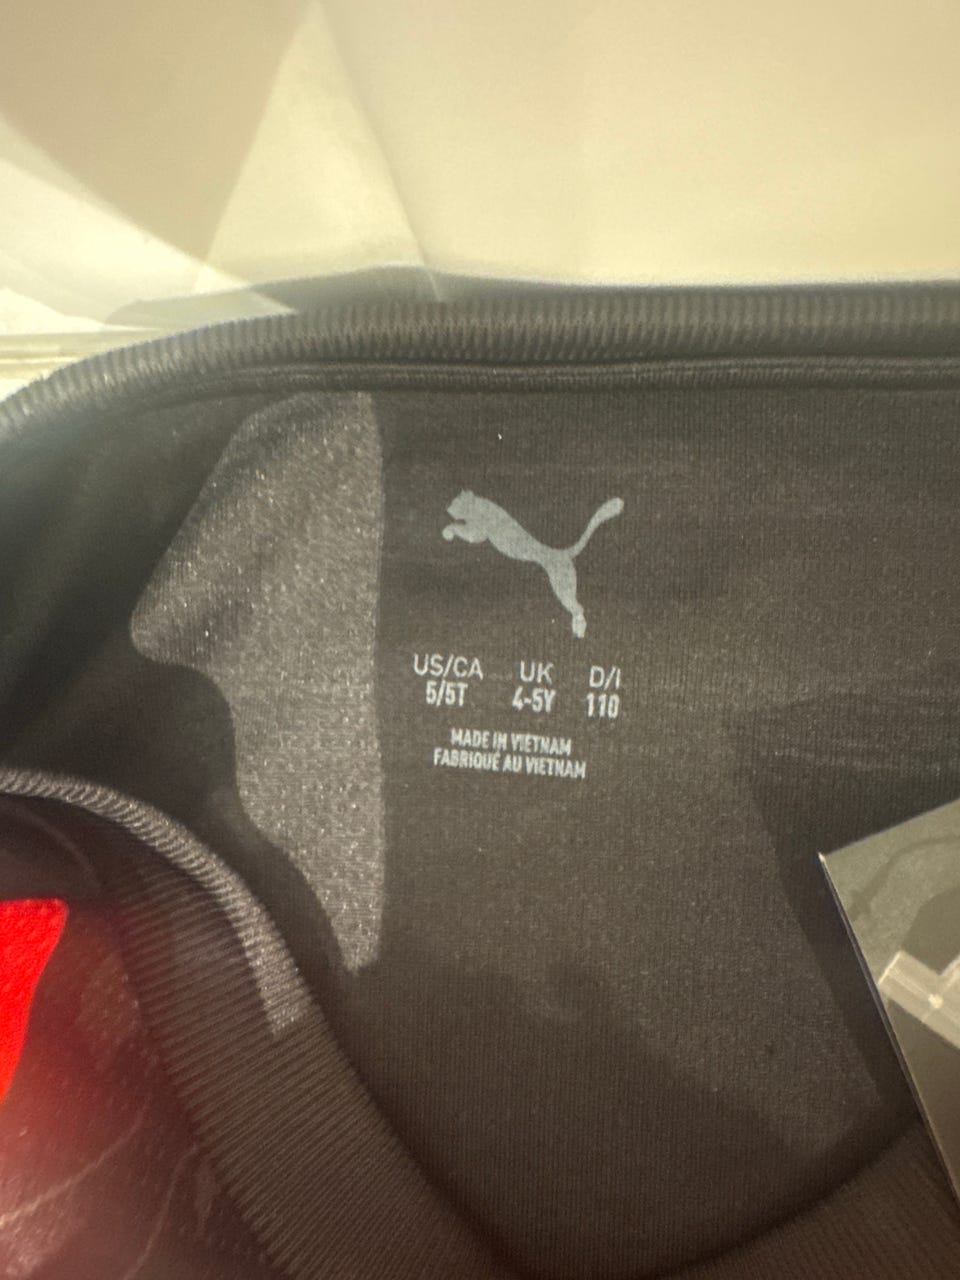 US/CA UK D/I
5/5T 4-5Y 110
MADE IN VIETNAM
FABRIQUÉ AU VIETNAM